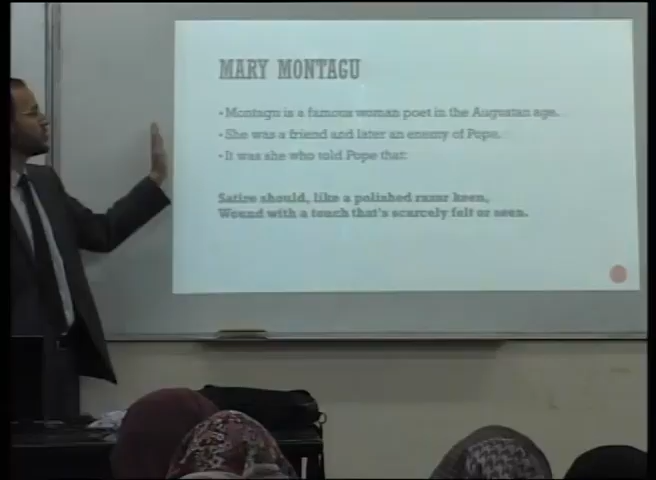 MARY MONTAGU
• Montagu is a famous woman poet in the Augustan age.
• She was a friend and later an enemy of Pope.
• It was she who told Pope that:
Satire should, like a polished razar keen,
Wound with a touch that's scarcely felt or seen.